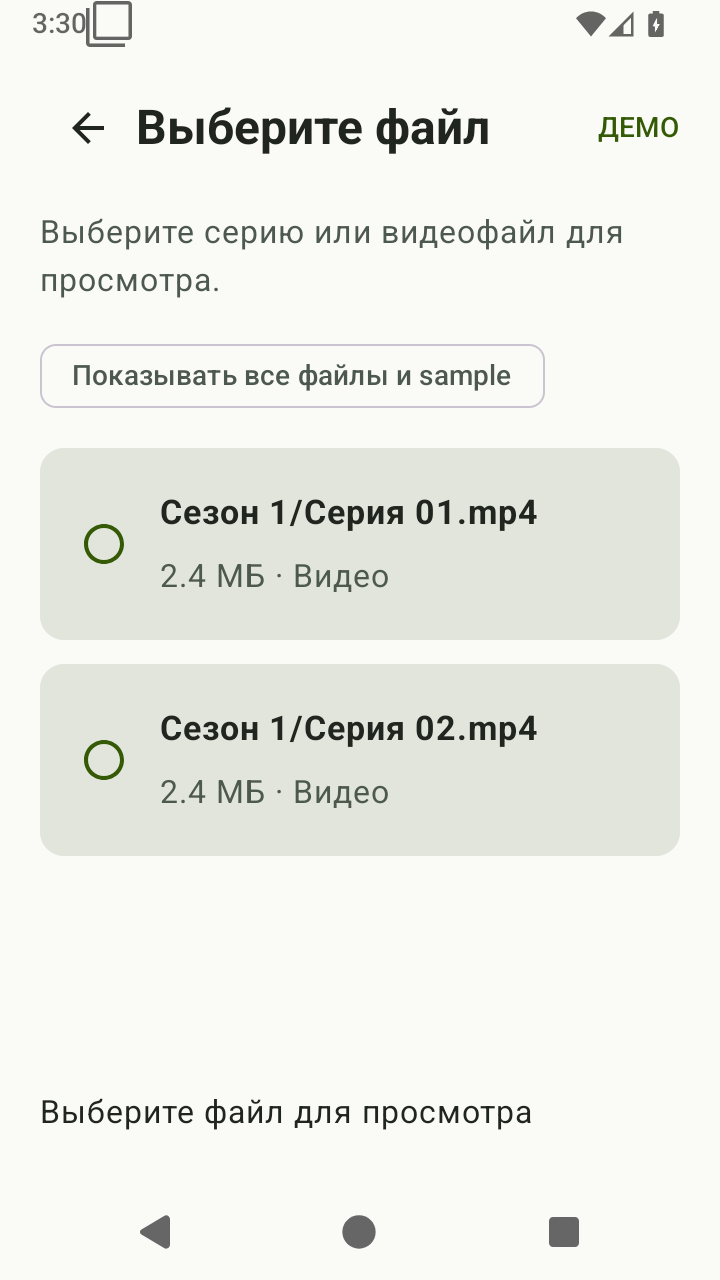 3:30
Выберите файл
ДЕМО
Выберите серию или видеофайл для
просмотра.
Показывать все файлы и sample
Сезон 1/Серия 01.mp4
2.4 МБ · Видео
Сезон 1/Серия 02.mp4
2.4 МБ · Видео
Выберите файл для просмотра